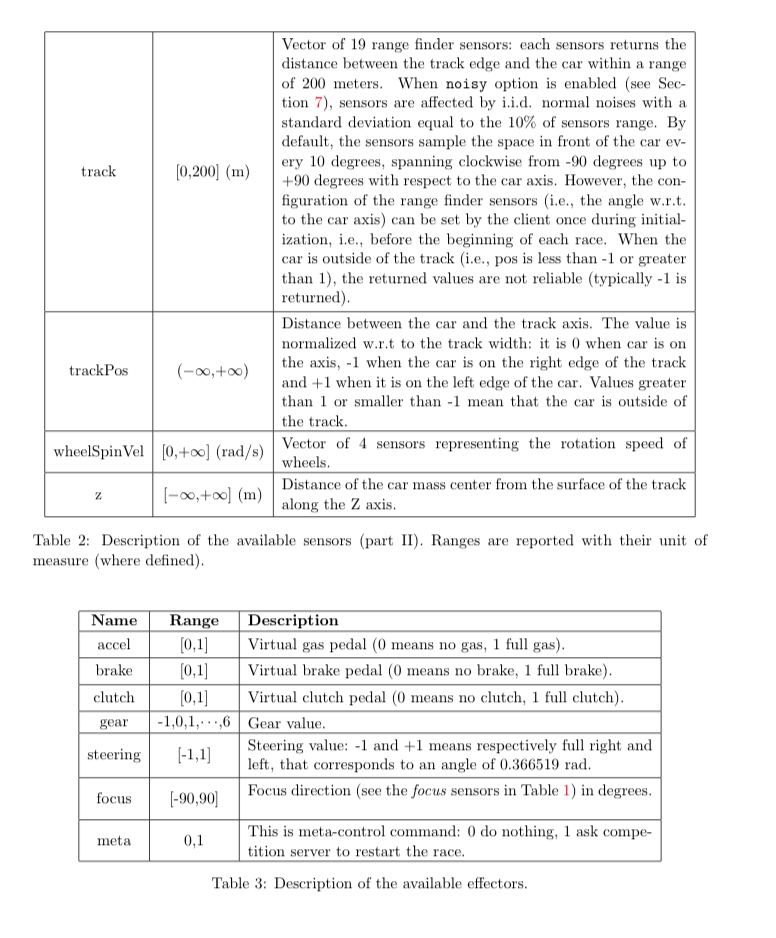 track
[0,200] (m)
Vector of 19 range finder sensors: each sensors returns the
distance between the track edge and the car within a range
of 200 meters. When noisy option is enabled (see Sec-
tion 7), sensors are affected by i.i.d. normal noises with a
standard deviation equal to the 10% of sensors range. By
default, the sensors sample the space in front of the car ev-
ery 10 degrees, spanning clockwise from -90 degrees up to
+90 degrees with respect to the car axis. However, the con-
figuration of the range finder sensors (i.e., the angle w.r.t.
to the car axis) can be set by the client once during initial-
ization, i.e., before the beginning of each race. When the
car is outside of the track (i.e., pos is less than -1 or greater
than 1), the returned values are not reliable (typically -1 is
returned).
trackPos
(−∞,+∞)
Distance between the car and the track axis. The value is
normalized w.r.t to the track width: it is 0 when car is on
the axis, -1 when the car is on the right edge of the track
and +1 when it is on the left edge of the car. Values greater
than 1 or smaller than -1 mean that the car is outside of
the track.
wheelSpinVel
[0,+∞] (rad/s)
Vector of 4 sensors representing the rotation speed of
wheels.
z
[−∞,+∞] (m)
Distance of the car mass center from the surface of the track
along the Z axis.
Table 2: Description of the available sensors (part II). Ranges are reported with their unit of
measure (where defined).
Name Range Description
accel [0,1] Virtual gas pedal (0 means no gas, 1 full gas).
brake [0,1] Virtual brake pedal (0 means no brake, 1 full brake).
clutch [0,1] Virtual clutch pedal (0 means no clutch, 1 full clutch).
gear -1,0,1,⋯,6 Gear value.
steering
[-1,1]
Steering value: -1 and +1 means respectively full right and
left, that corresponds to an angle of 0.366519 rad.
focus [-90,90] Focus direction (see the focus sensors in Table 1) in degrees.
meta
0,1
This is meta-control command: 0 do nothing, 1 ask compe-
tition server to restart the race.
Table 3: Description of the available effectors.